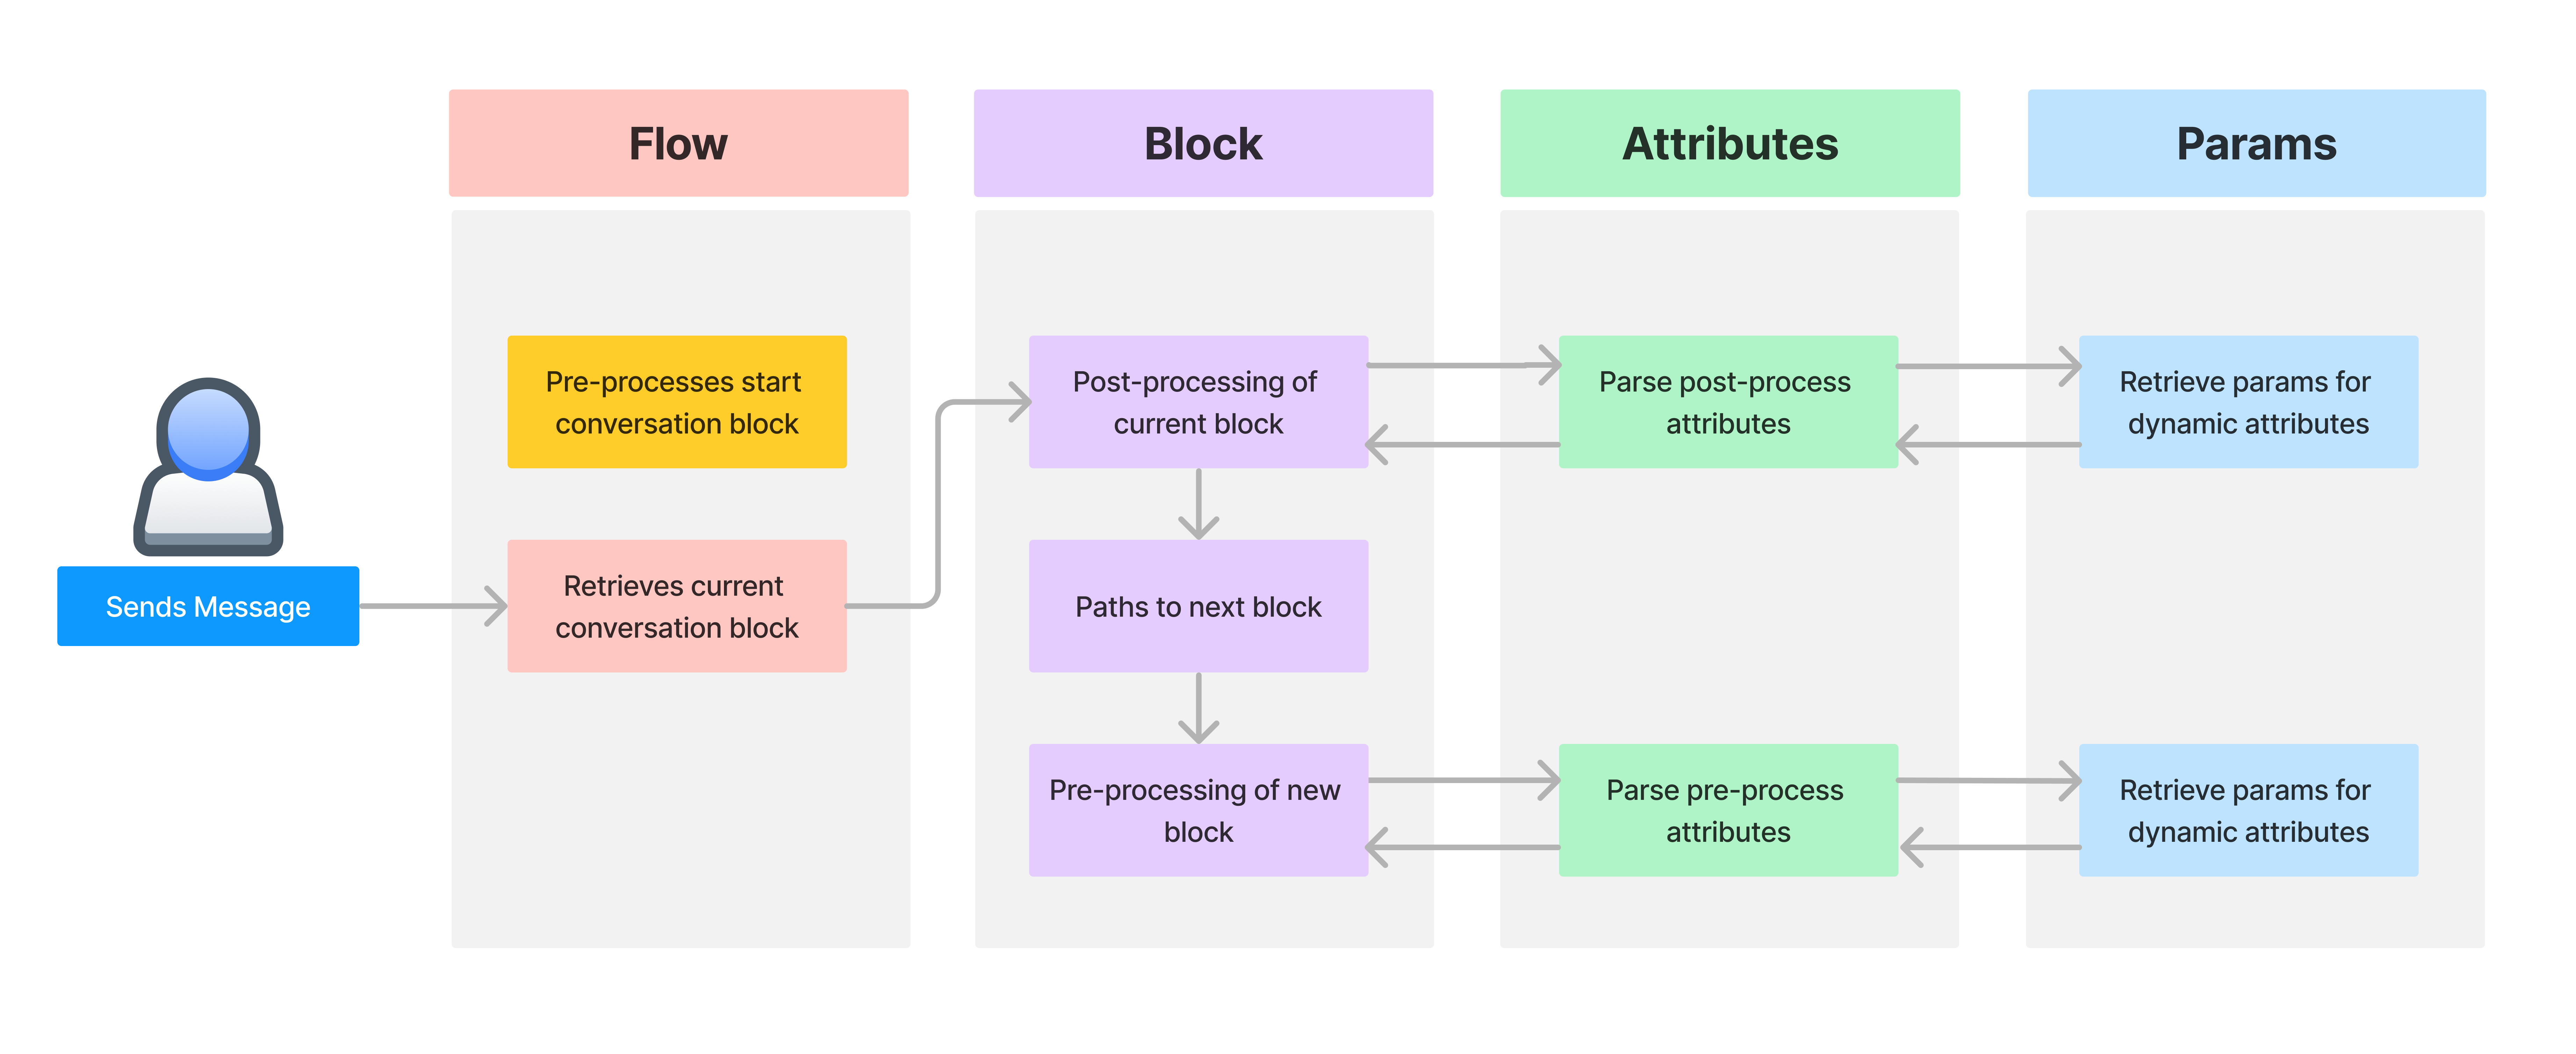 Flow
Block
Attributes
Params
Pre-processes start
conversation block
Post-processing of
current block
Parse post-process
attributes
Retrieve params for
dynamic attributes
Sends Message
Retrieves current
conversation block
Paths to next block
Pre-processing of new
block
Parse pre-process
attributes
Retrieve params for
dynamic attributes